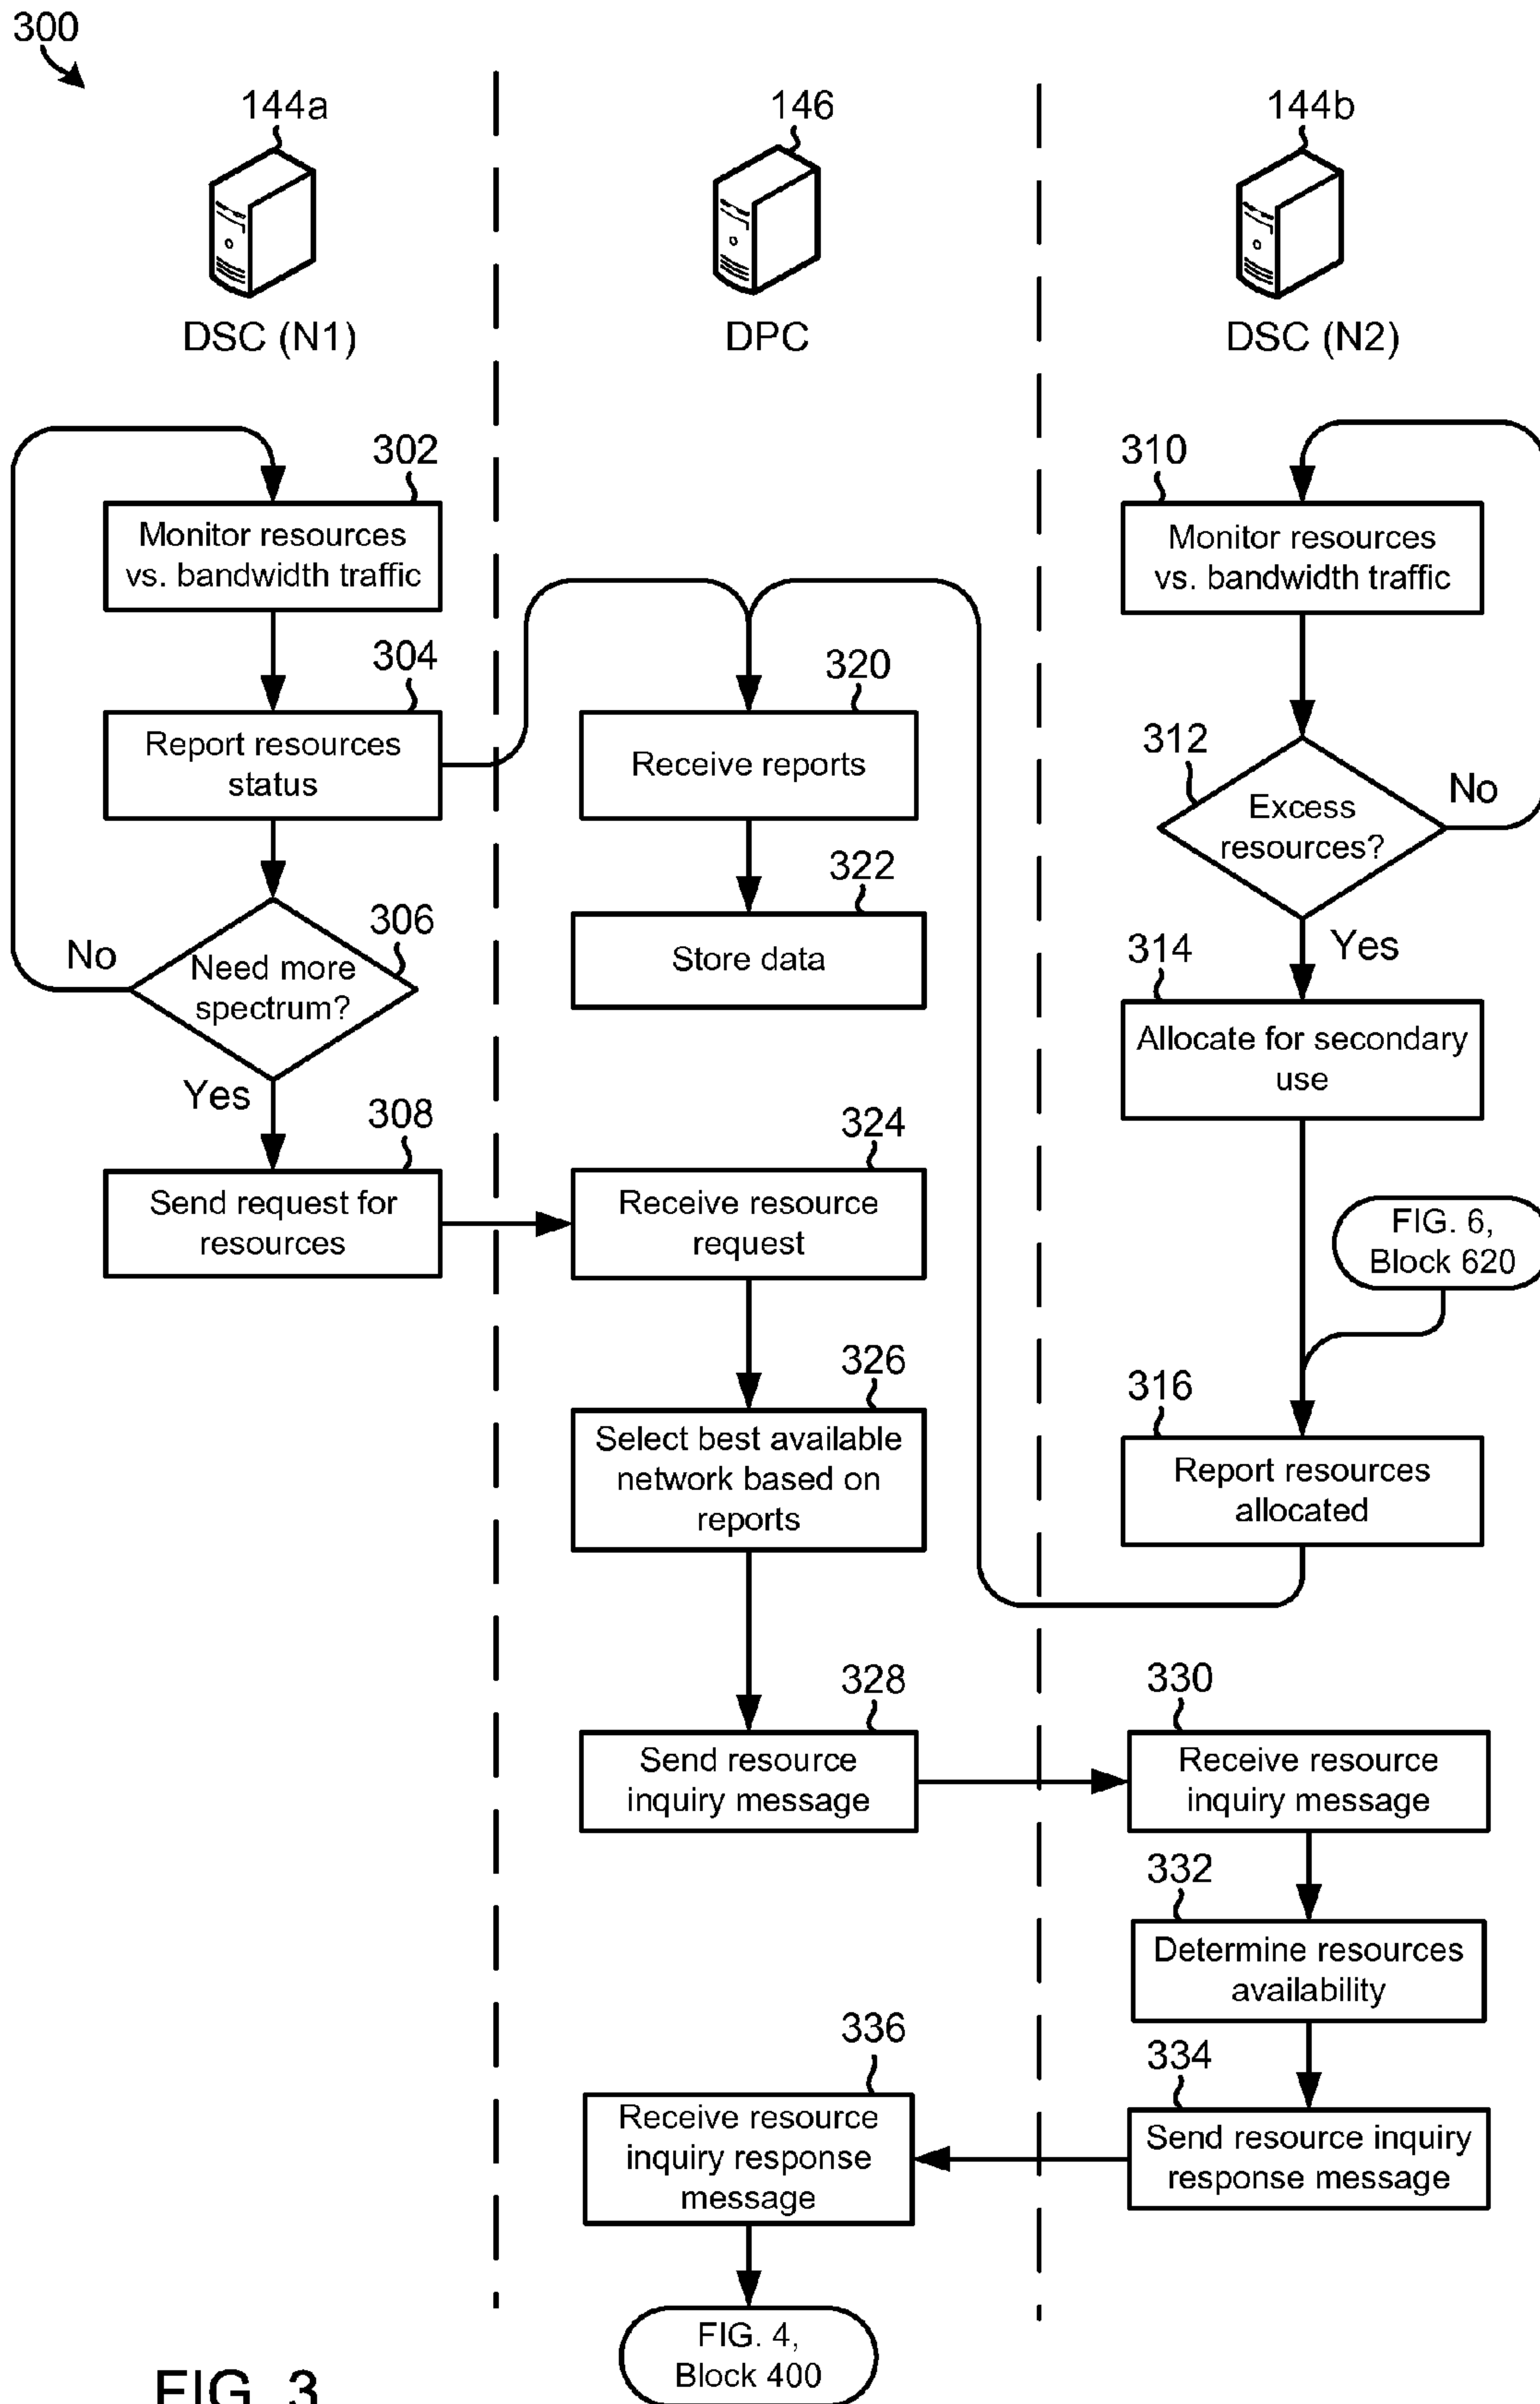 300
144a
146
144b
DSC (N1)
DPC
DSC (N2)
302
Monitor resources
vs. bandwidth traffic
304
Report resources
status
306
Need more
spectrum?
No
Yes
308
Send request for
resources
320
Receive reports
322
Store data
324
Receive resource
request
326
Select best available
network based on
reports
328
Send resource
inquiry message
336
Receive resource
inquiry response
message
FIG. 4,
Block 400
310
Monitor resources
vs. bandwidth traffic
312
Excess
resources?
No
Yes
314
Allocate for secondary
use
FIG. 6,
Block 620
316
Report resources
allocated
330
Receive resource
inquiry message
332
Determine resources
availability
334
Send resource inquiry
response message
FIG. 3